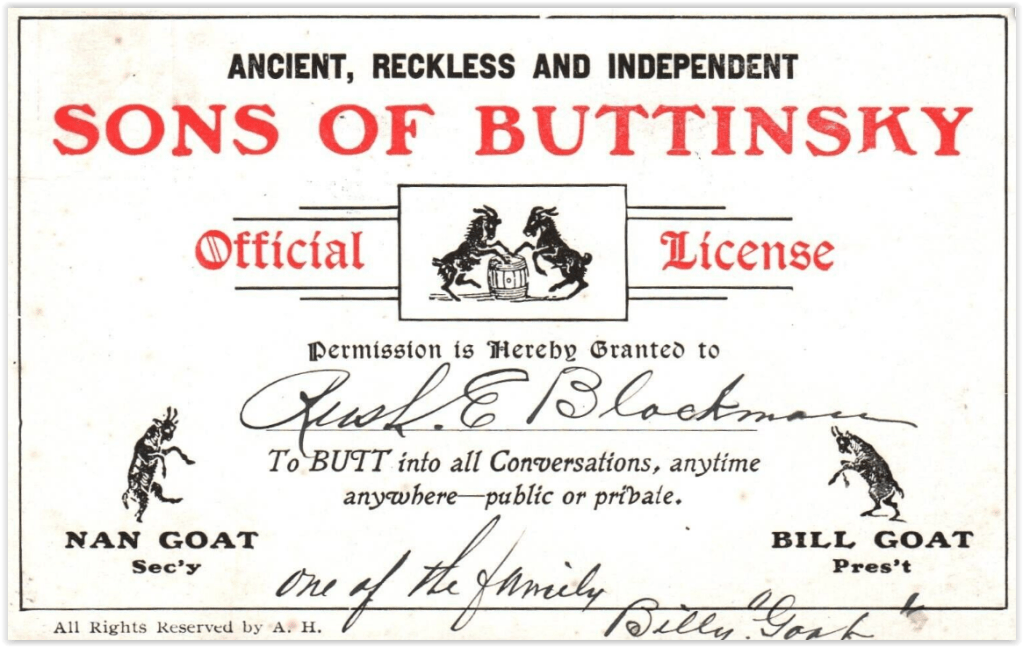 ANCIENT, RECKLESS AND INDEPENDENT
SONS OF BUTTINSKY
Official License
Permission is Hereby Granted to
Rush. E Blackman
To BUTT into all Conversations, anytime
anywhere—public or private.
NAN GOAT
Sec'y
BILL GOAT
Pres't
one of the family
Billy "Goat"
All Rights Reserved by A. H.